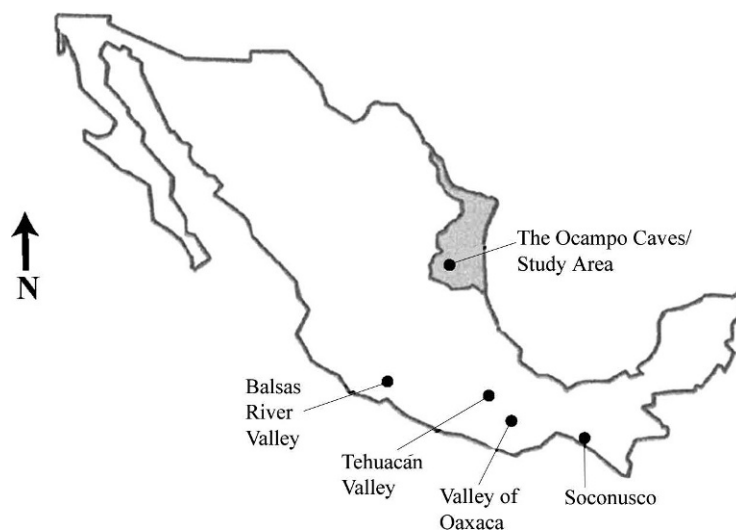 The Ocampo Caves/
Study Area
N
Balsas
River
Valley
Tehuacán
Valley
Valley of
Oaxaca
Soconusco